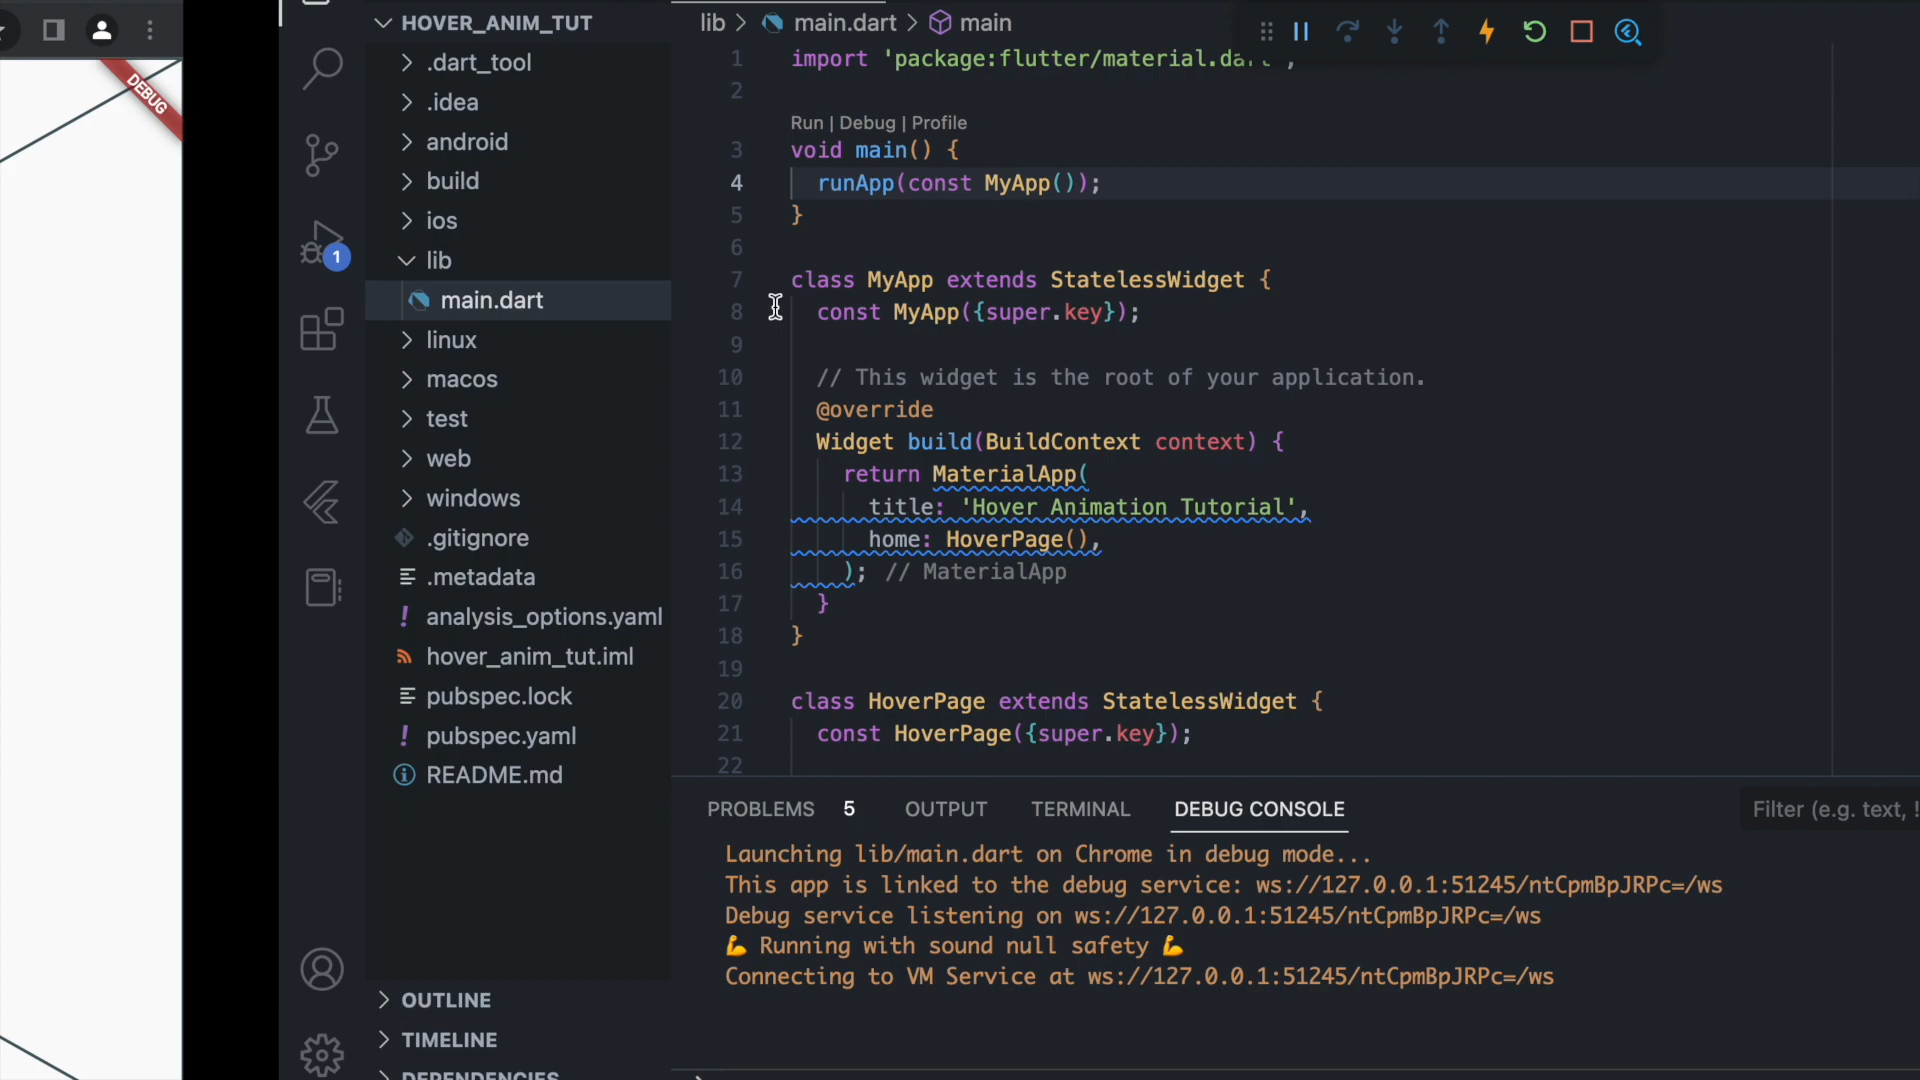 DEBUG
HOVER_ANIM_TUT
.dart_tool
.idea
android
build
ios
lib
main.dart
linux
macos
test
web
windows
.gitignore
.metadata
analysis_options.yaml
hover_anim_tut.iml
pubspec.lock
pubspec.yaml
README.md
OUTLINE
TIMELINE
DEPENDENCIES
1
lib > main.dart > main
1 import 'package:flutter/material.dart';
2
Run | Debug | Profile
3 void main() {
4 runApp(const MyApp());
5 }
6
7 class MyApp extends StatelessWidget {
8 const MyApp({super.key});
9
10 // This widget is the root of your application.
11 @override
12 Widget build(BuildContext context) {
13 return MaterialApp(
14 title: 'Hover Animation Tutorial',
15 home: HoverPage(),
16 ); // MaterialApp
17 }
18 }
19
20 class HoverPage extends StatelessWidget {
21 const HoverPage({super.key});
22
PROBLEMS 5 OUTPUT TERMINAL DEBUG CONSOLE Filter (e.g. text, !
Launching lib/main.dart on Chrome in debug mode...
This app is linked to the debug service: ws://127.0.0.1:51245/ntCpmBpJRPc=/ws
Debug service listening on ws://127.0.0.1:51245/ntCpmBpJRPc=/ws
💪 Running with sound null safety 💪
Connecting to VM Service at ws://127.0.0.1:51245/ntCpmBpJRPc=/ws